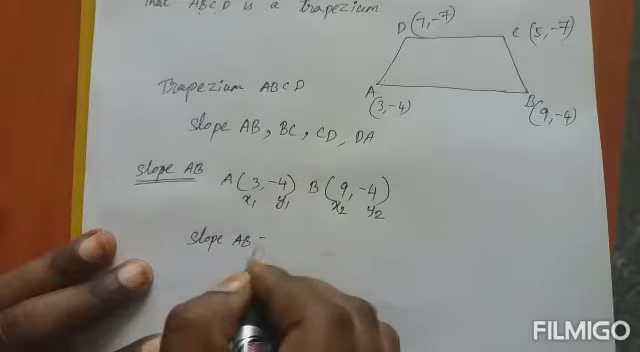 that ABCD is a trapezium
D(7,-7) C (5,-7)
Trapezium ABCD
A B
(3,-4) (9,-4)
Slope AB, BC, CD, DA
Slope AB A(3,-4) B(9,-4)
x₁ y₁ x₂ y₂
Slope AB =
FILMIGO